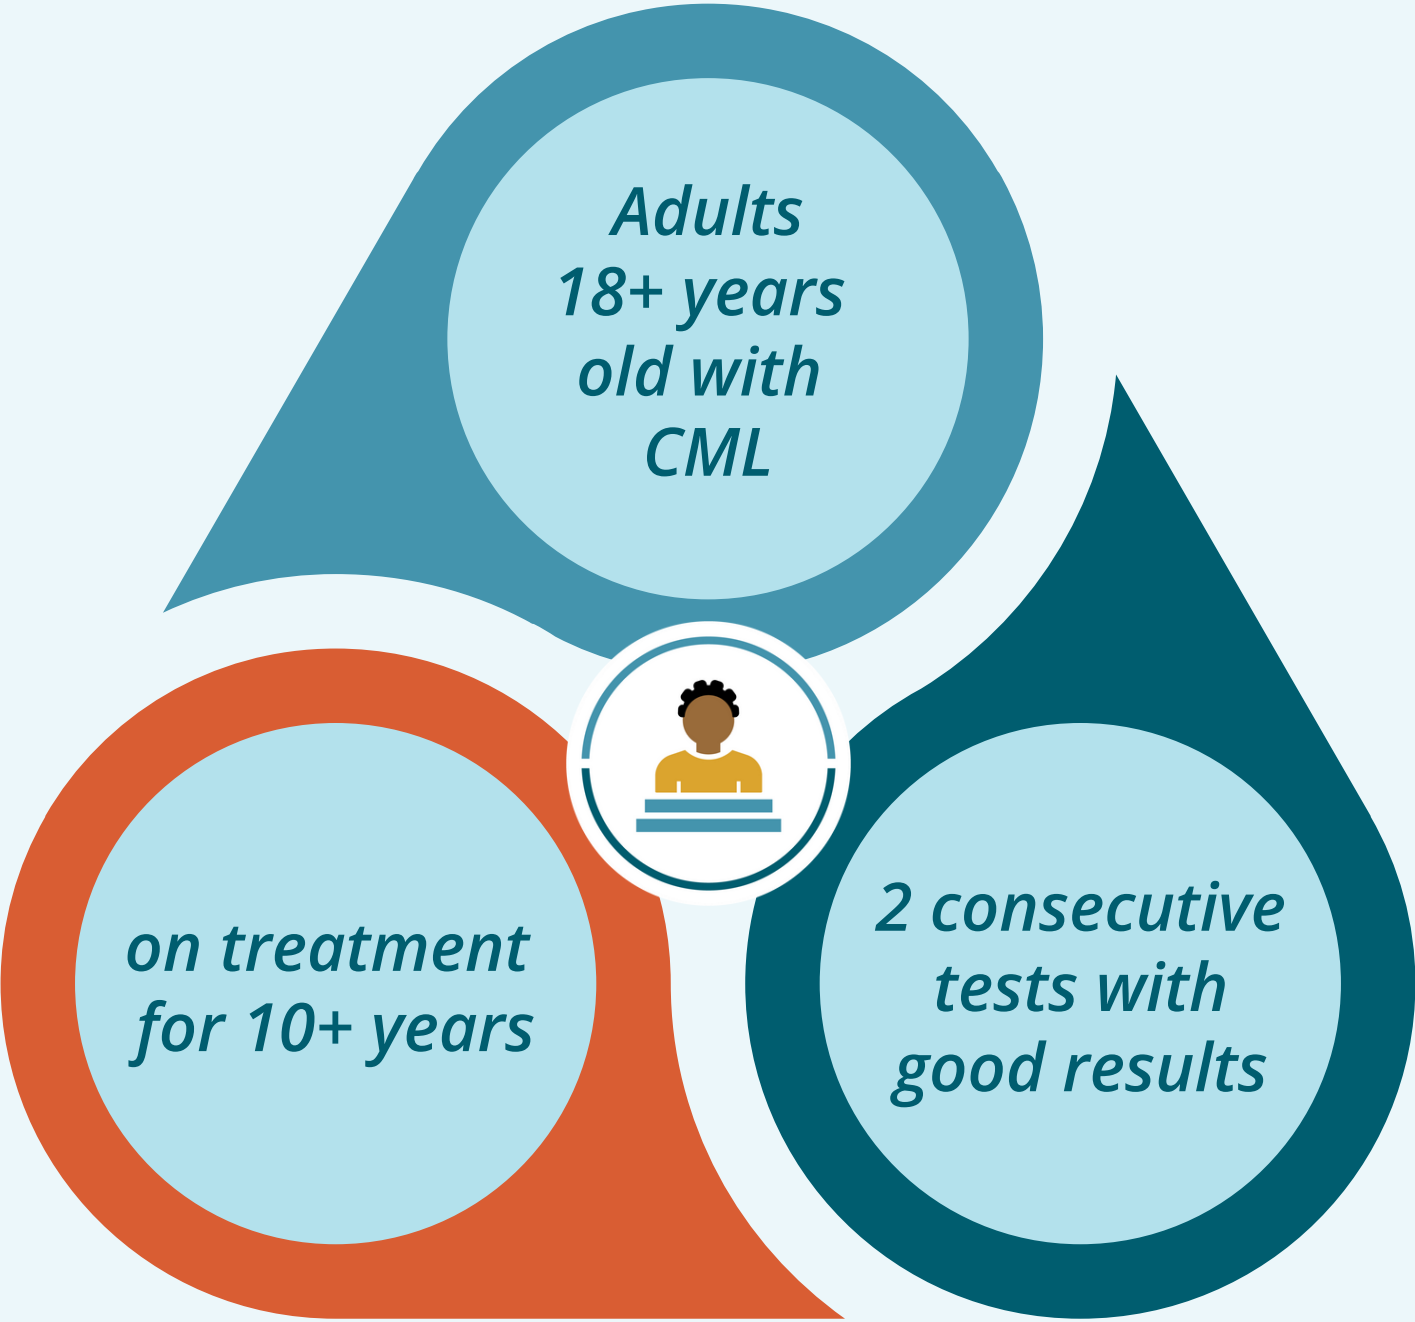 Adults
18+ years
old with
CML
on treatment
for 10+ years
2 consecutive
tests with
good results